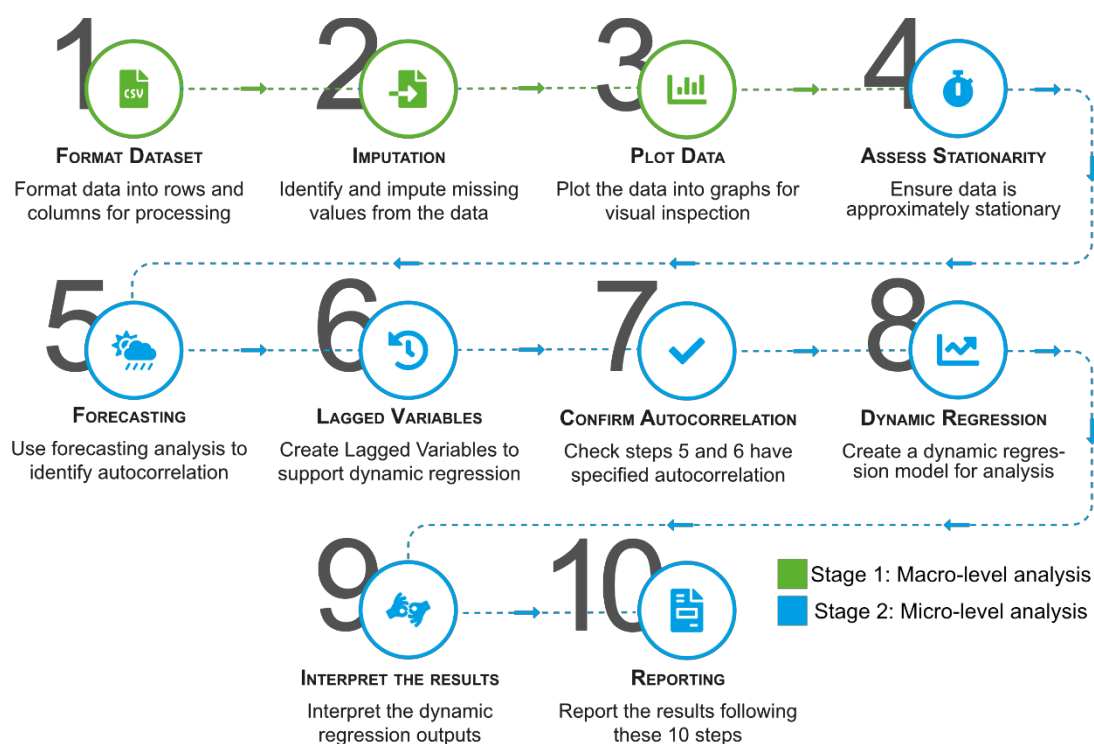 1
CSV
FORMAT DATASET
Format data into rows and
columns for processing
2
IMPUTATION
Identify and impute missing
values from the data
3
PLOT DATA
Plot the data into graphs for
visual inspection
4
ASSESS STATIONARITY
Ensure data is
approximately stationary
5
FORECASTING
Use forecasting analysis to
identify autocorrelation
6
LAGGED VARIABLES
Create Lagged Variables to
support dynamic regression
7
CONFIRM AUTOCORRELATION
Check steps 5 and 6 have
specified autocorrelation
8
DYNAMIC REGRESSION
Create a dynamic regres-
sion model for analysis
9
INTERPRET THE RESULTS
Interpret the dynamic
regression outputs
10
REPORTING
Report the results following
these 10 steps
Stage 1: Macro-level analysis
Stage 2: Micro-level analysis